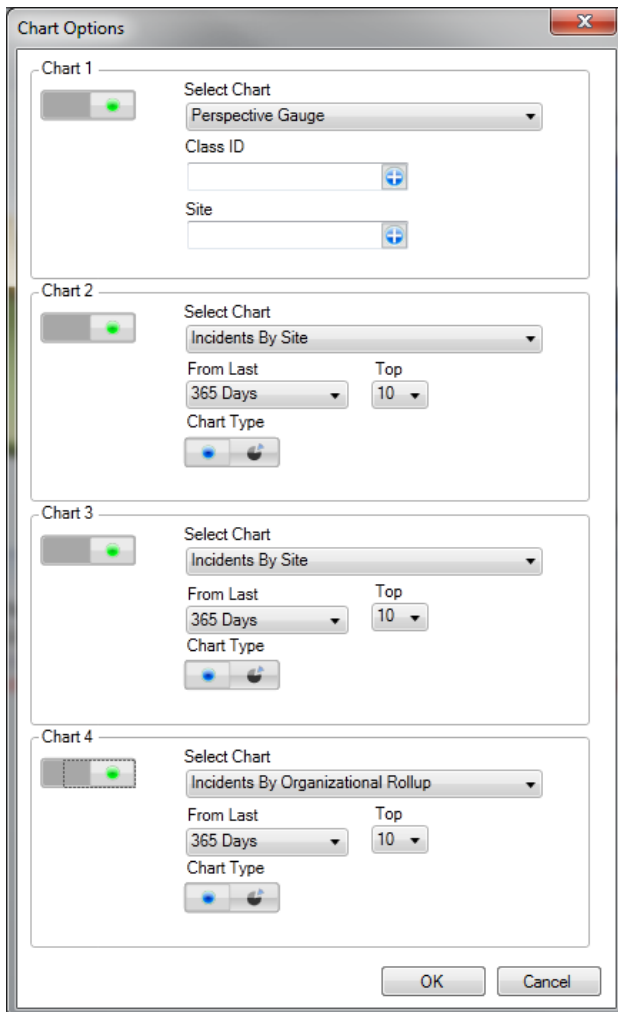 Chart Options
Chart 1
Select Chart
Perspective Gauge
Class ID
Site
Chart 2
Select Chart
Incidents By Site
From Last Top
365 Days 10
Chart Type
Chart 3
Select Chart
Incidents By Site
From Last Top
365 Days 10
Chart Type
Chart 4
Select Chart
Incidents By Organizational Rollup
From Last Top
365 Days 10
Chart Type
OK Cancel